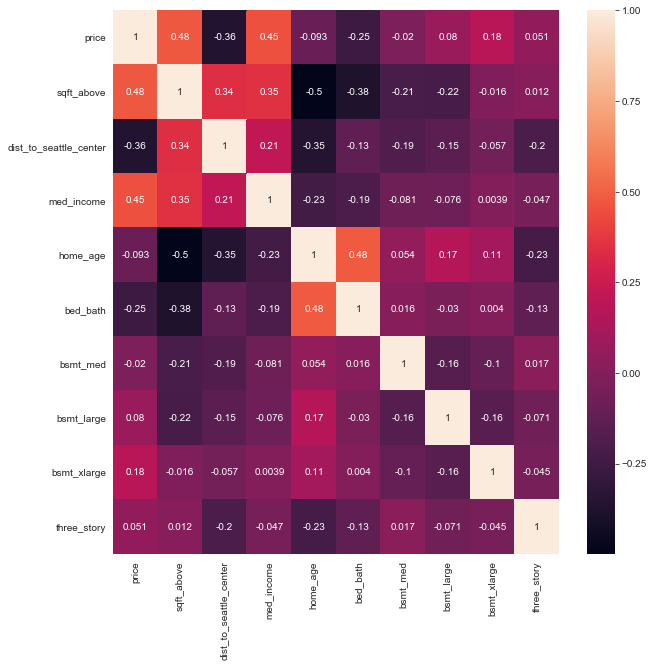 price 1 0.48 -0.36 0.45 -0.093 -0.25 -0.02 0.08 0.18 0.051
sqft_above 0.48 1 0.34 0.35 -0.5 -0.38 -0.21 -0.22 -0.016 0.012
dist_to_seattle_center -0.36 0.34 1 0.21 -0.35 -0.13 -0.19 -0.15 -0.057 -0.2
med_income 0.45 0.35 0.21 1 -0.23 -0.19 -0.081 -0.076 0.0039 -0.047
home_age -0.093 -0.5 -0.35 -0.23 1 0.48 0.054 0.17 0.11 -0.23
bed_bath -0.25 -0.38 -0.13 -0.19 0.48 1 0.016 -0.03 0.004 -0.13
bsmt_med -0.02 -0.21 -0.19 -0.081 0.054 0.016 1 -0.16 -0.1 0.017
bsmt_large 0.08 -0.22 -0.15 -0.076 0.17 -0.03 -0.16 1 -0.16 -0.071
bsmt_xlarge 0.18 -0.016 -0.057 0.0039 0.11 0.004 -0.1 -0.16 1 -0.045
three_story 0.051 0.012 -0.2 -0.047 -0.23 -0.13 0.017 -0.071 -0.045 1
price
sqft_above
dist_to_seattle_center
med_income
home_age
bed_bath
bsmt_med
bsmt_large
bsmt_xlarge
three_story
1.00
0.75
0.50
0.25
0.00
−0.25